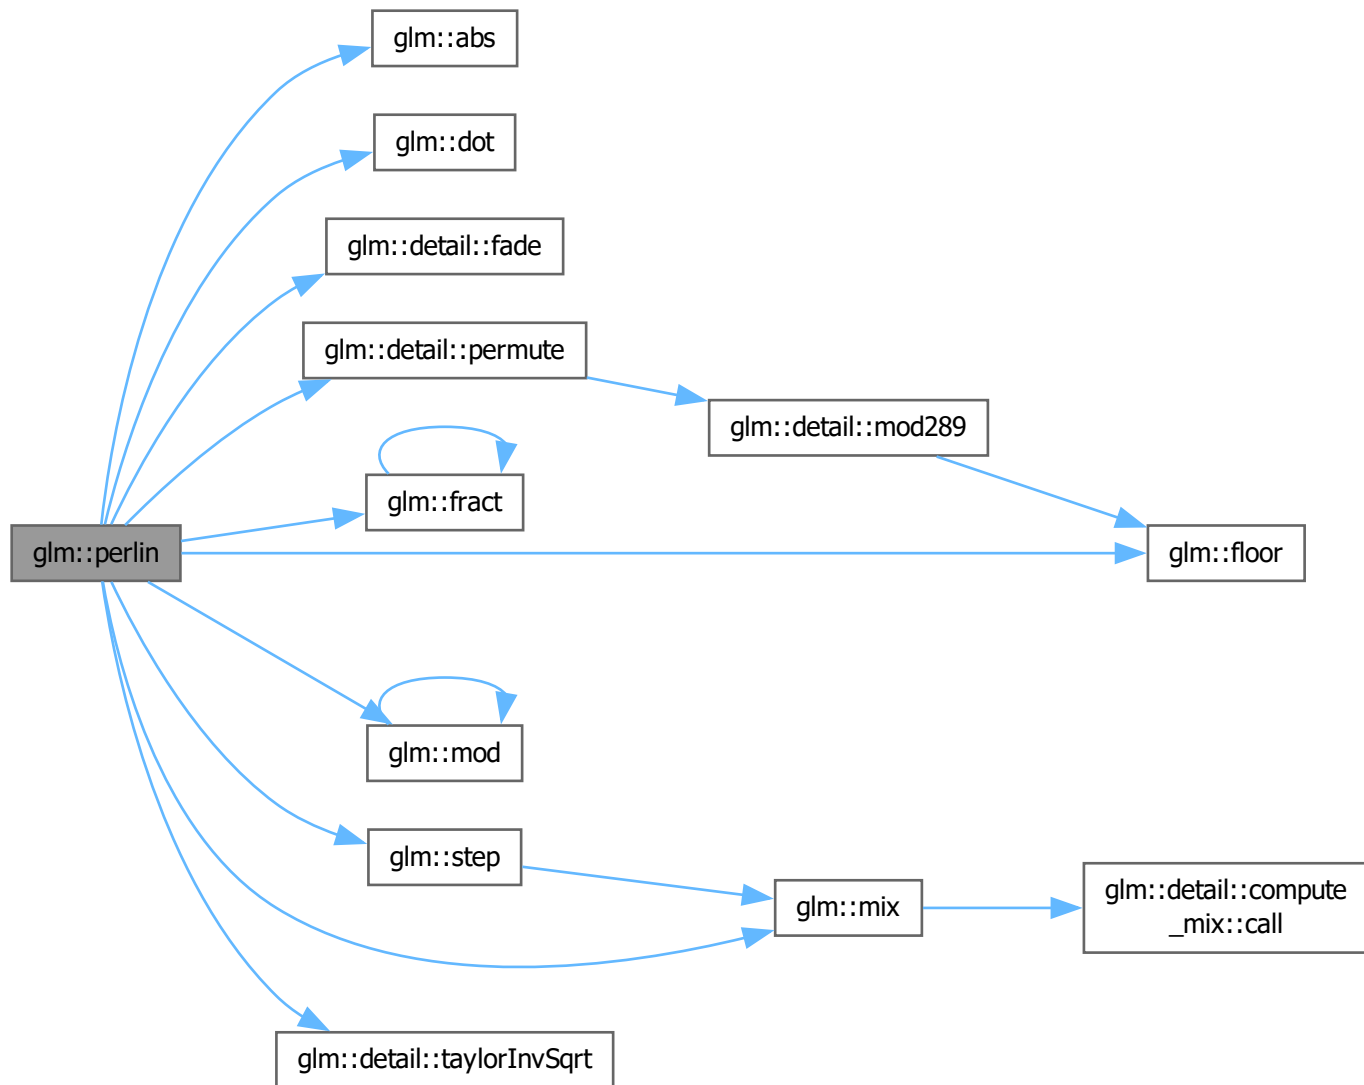 glm::abs
glm::dot
glm::detail::fade
glm::detail::permute
glm::detail::mod289
glm::fract
glm::perlin
glm::floor
glm::mod
glm::step
glm::mix
glm::detail::compute
_mix::call
glm::detail::taylorInvSqrt